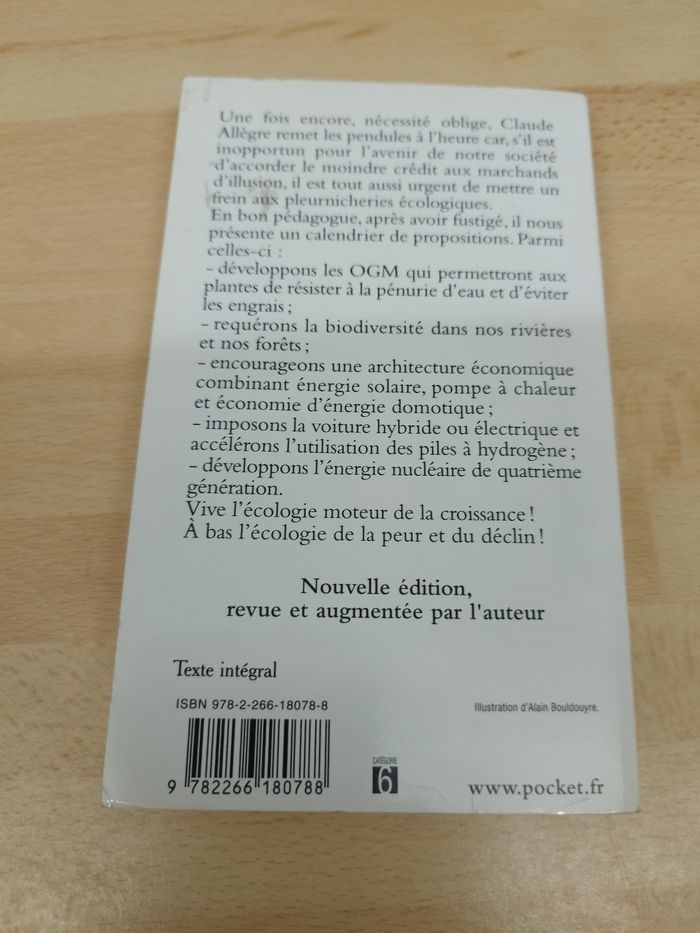 Une fois encore, nécessité oblige, Claude
Allègre remet les pendules à l'heure car, s'il est
inopportun pour l'avenir de notre société
d'accorder le moindre crédit aux marchands
d'illusion, il est tout aussi urgent de mettre un
frein aux pleurnicheries écologiques.
En bon pédagogue, après avoir fustigé, il nous
présente un calendrier de propositions. Parmi
celles-ci :
– développons les OGM qui permettront aux
plantes de résister à la pénurie d'eau et d'éviter
les engrais ;
– requérons la biodiversité dans nos rivières
et nos forêts ;
– encourageons une architecture économique
combinant énergie solaire, pompe à chaleur
et économie d'énergie domotique ;
– imposons la voiture hybride ou électrique et
accélérons l'utilisation des piles à hydrogène ;
– développons l'énergie nucléaire de quatrième
génération.
Vive l'écologie moteur de la croissance !
À bas l'écologie de la peur et du déclin !
Nouvelle édition,
revue et augmentée par l'auteur
Texte intégral
ISBN 978-2-266-18078-8
Illustration d'Alain Bouldouyre.
9 782266 180788
CATÉGORIE
6
www.pocket.fr